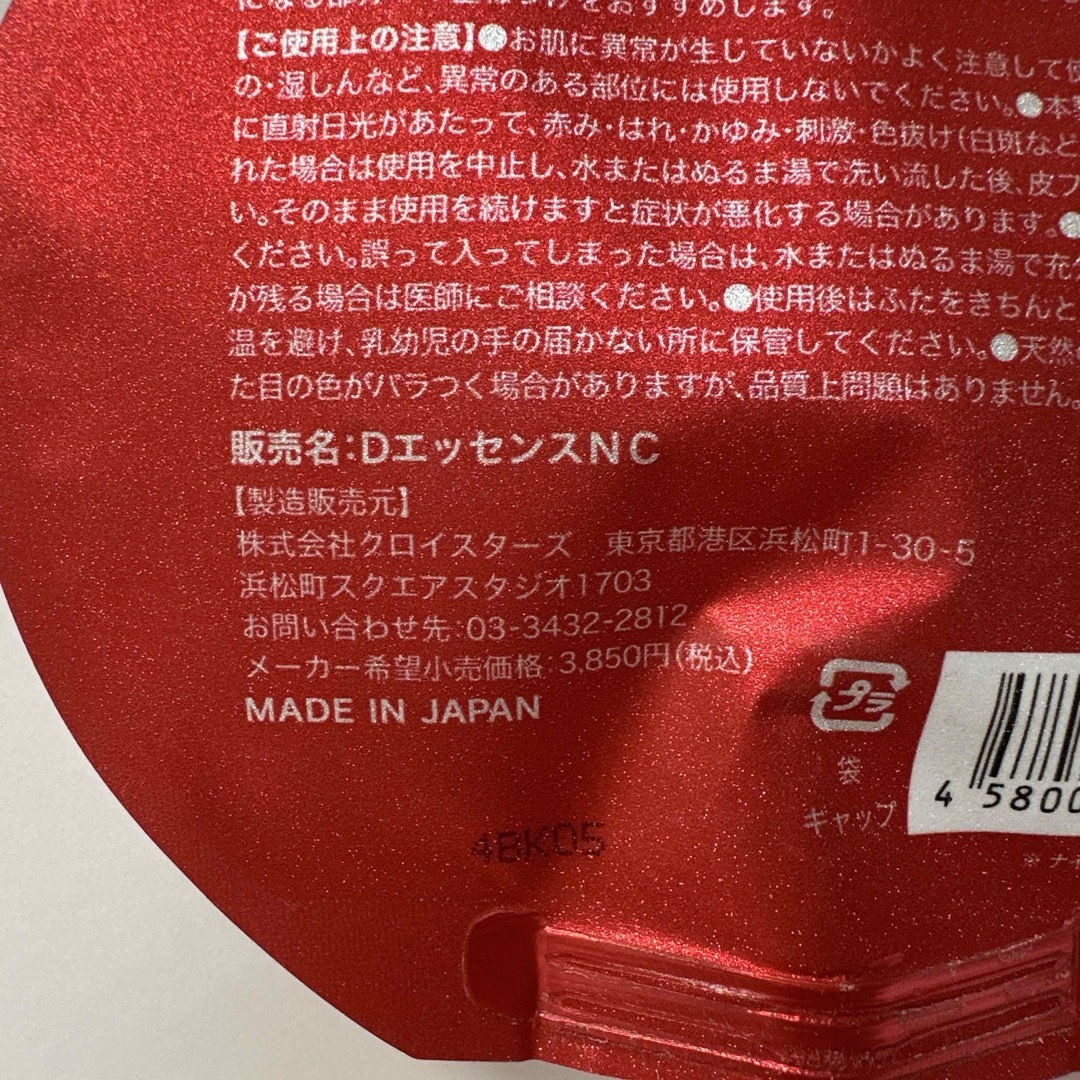 をおすすめします。
【ご使用上の注意】●お肌に異常が生じていないかよく注意して使
の・湿しんなど、異常のある部位には使用しないでください。●本
に直射日光があたって、赤み・はれ・かゆみ・刺激・色抜け(白斑など
れた場合は使用を中止し、水またはぬるま湯で洗い流した後、皮フ
い。そのまま使用を続けますと症状が悪化する場合があります。●
ください。誤って入ってしまった場合は、水またはぬるま湯で充分
が残る場合は医師にご相談ください。●使用後はふたをきちんと
温を避け、乳幼児の手の届かない所に保管してください。●天然
た目の色がバラつく場合がありますが、品質上問題はありません。
販売名:DエッセンスNC
【製造販売元】
株式会社クロイスターズ 東京都港区浜松町1-30-5
浜松町スクエアスタジオ1703
お問い合わせ先:03-3432-2812
メーカー希望小売価格:3,850円(税込)
MADE IN JAPAN
プラ
袋
キャップ
4 5800
4BK05